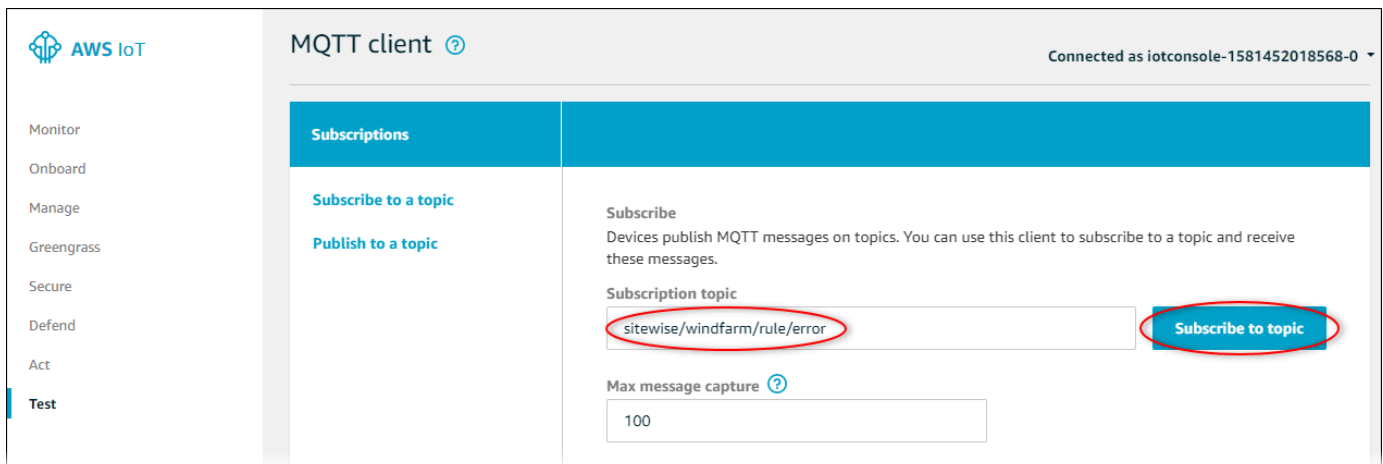 AWS IoT
MQTT client ?
Connected as iotconsole-1581452018568-0
Monitor
Onboard
Manage
Greengrass
Secure
Defend
Act
Test
Subscriptions
Subscribe to a topic
Publish to a topic
Subscribe
Devices publish MQTT messages on topics. You can use this client to subscribe to a topic and receive
these messages.
Subscription topic
sitewise/windfarm/rule/error
Subscribe to topic
Max message capture ?
100